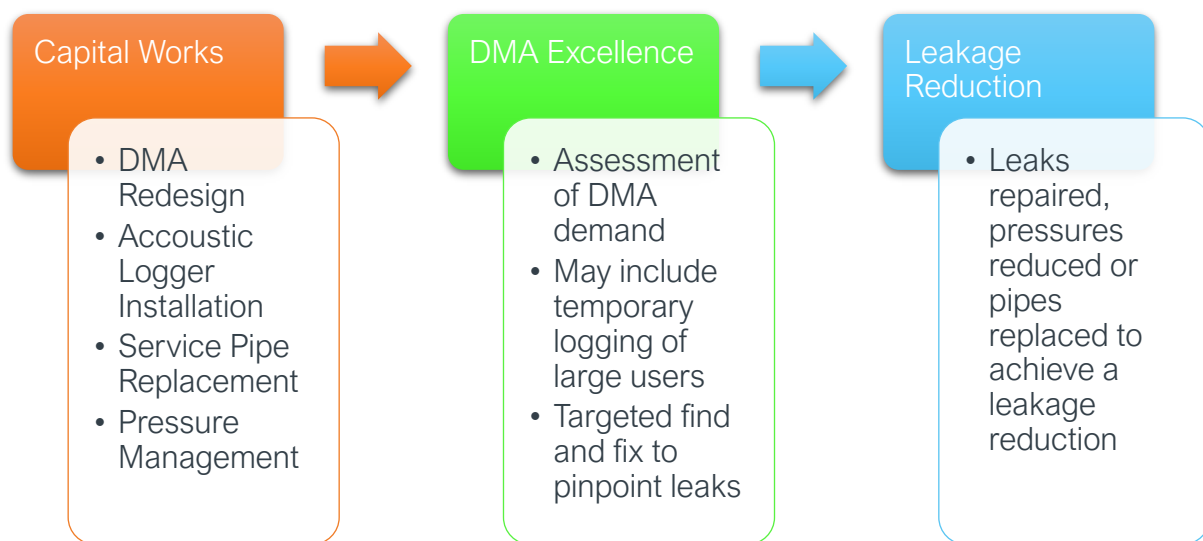 Capital Works
• DMA
Redesign
• Accoustic
Logger
Installation
• Service Pipe
Replacement
• Pressure
Management
DMA Excellence
• Assessment
of DMA
demand
• May include
temporary
logging of
large users
• Targeted find
and fix to
pinpoint leaks
Leakage
Reduction
• Leaks
repaired,
pressures
reduced or
pipes
replaced to
achieve a
leakage
reduction